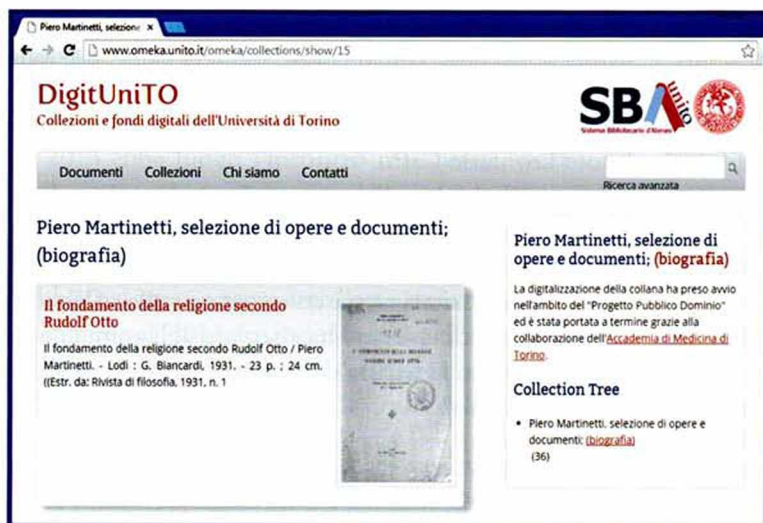 Piero Martinetti, selezione
www.omeka.unito.it/omeka/collections/show/15
DigitUniTO
Collezioni e fondi digitali dell'Università di Torino
SBA unito
Sistema Bibliotecario d'Ateneo
Documenti Collezioni Chi siamo Contatti
Ricerca avanzata
Piero Martinetti, selezione di opere e documenti;
(biografia)
Il fondamento della religione secondo
Rudolf Otto
Il fondamento della religione secondo Rudolf Otto / Piero
Martinetti. - Lodi : G. Biancardi, 1931. - 23 p. ; 24 cm.
((Estr. da: Rivista di filosofia, 1931, n. 1
Piero Martinetti, selezione di
opere e documenti; (biografia)
La digitalizzazione della collana ha preso avvio
nell'ambito del "Progetto Pubblico Dominio"
ed è stata portata a termine grazie alla
collaborazione dell'Accademia di Medicina di
Torino.
Collection Tree
• Piero Martinetti, selezione di opere e
documenti; (biografia)
(36)